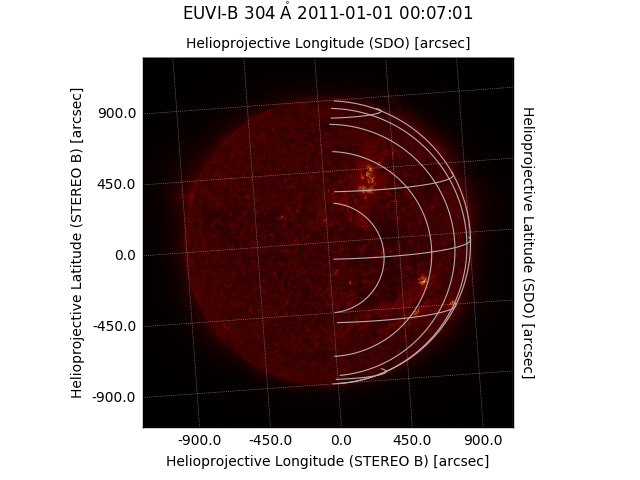 EUVI-B 304 Å 2011-01-01 00:07:01
Helioprojective Longitude (SDO) [arcsec]
Helioprojective Latitude (STEREO B) [arcsec]
900.0
450.0
0.0
-450.0
-900.0
Helioprojective Latitude (SDO) [arcsec]
-900.0 -450.0 0.0 450.0 900.0
Helioprojective Longitude (STEREO B) [arcsec]